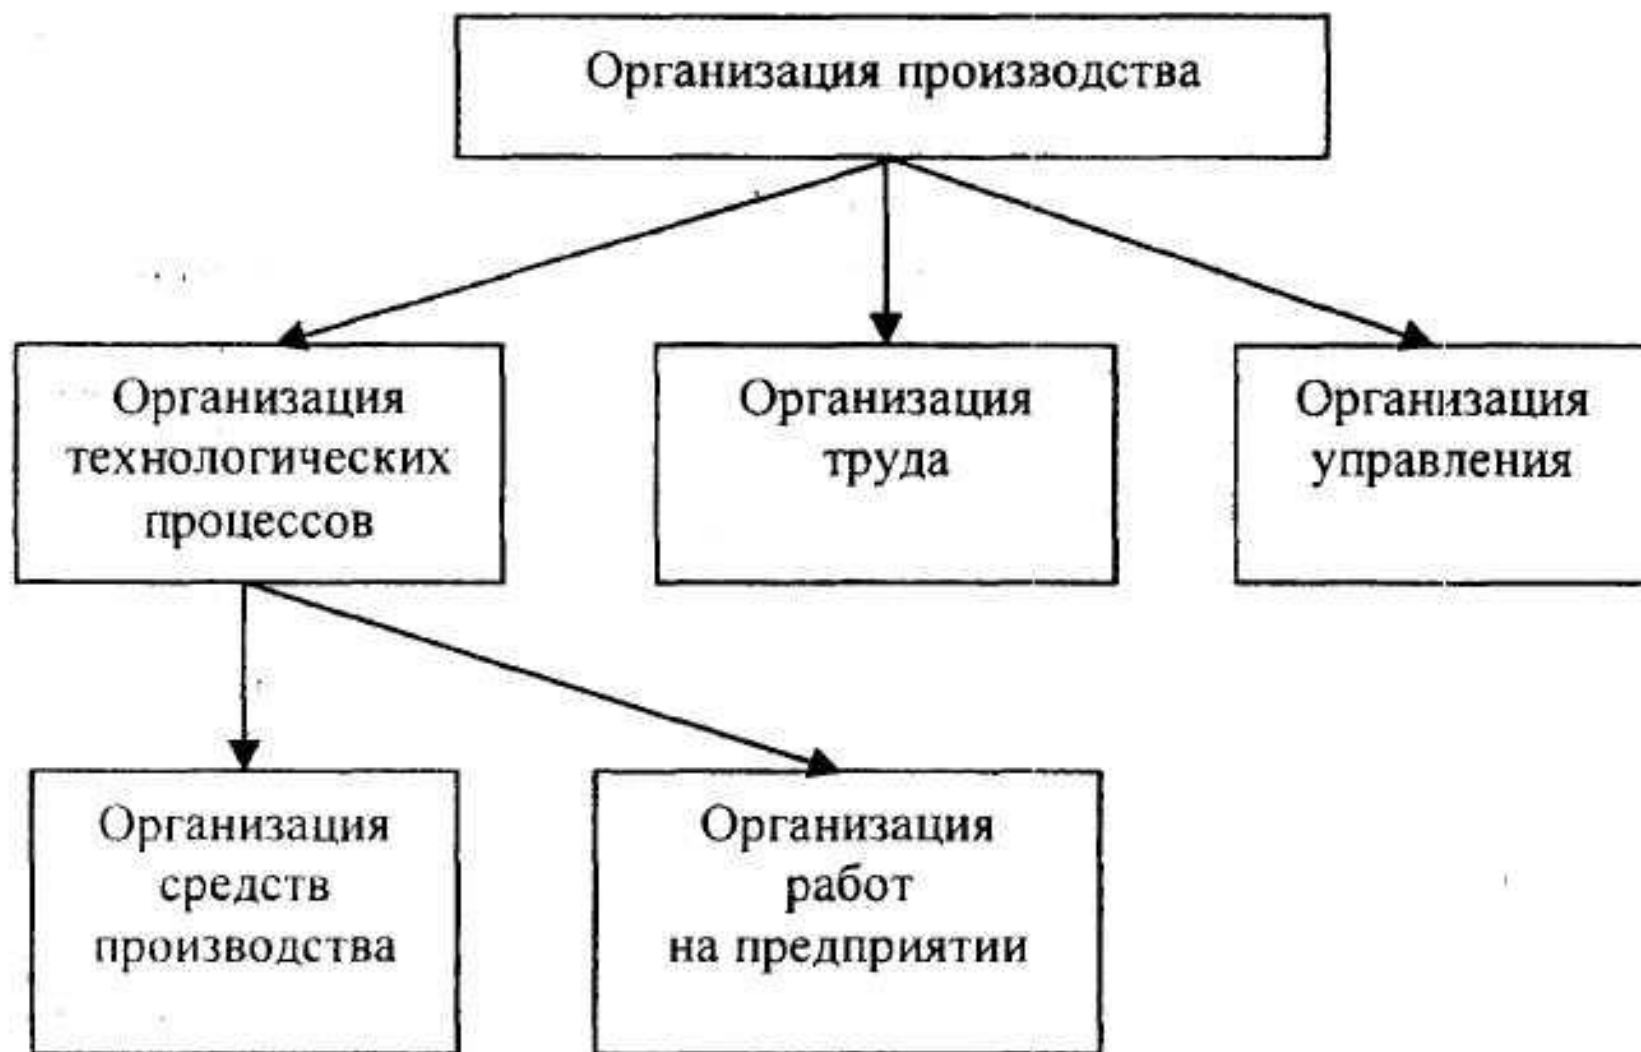 Организация производства
Организация
технологических
процессов
Организация
труда
Организация
управления
Организация
средств
производства
Организация
работ
на предприятии